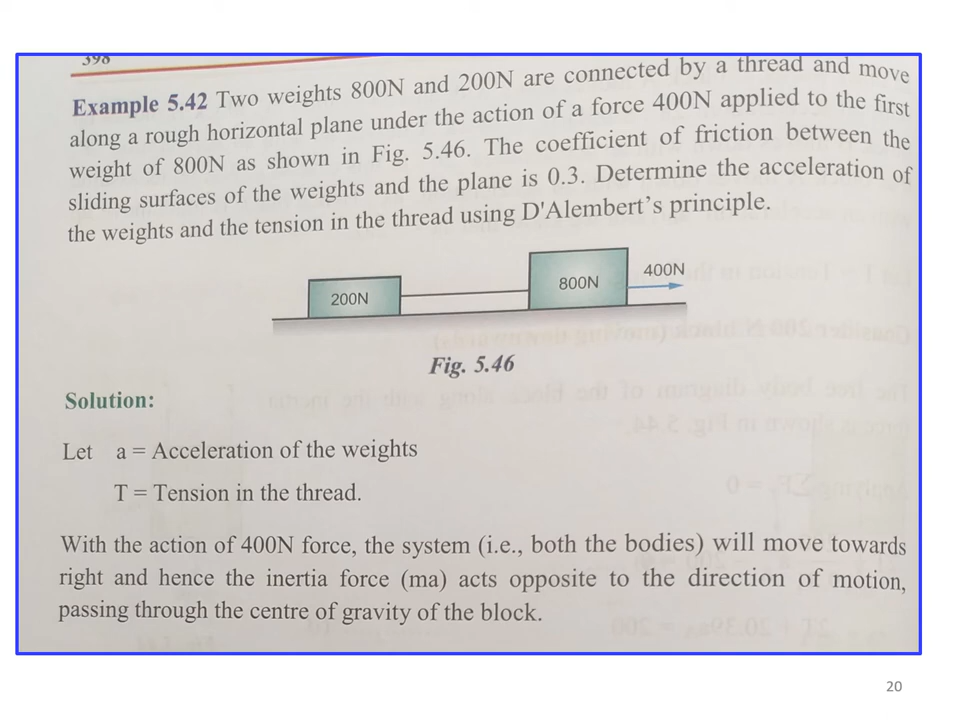 398
Example 5.42 Two weights 800N and 200N are connected by a thread and move
along a rough horizontal plane under the action of a force 400N applied to the first
weight of 800N as shown in Fig. 5.46. The coefficient of friction between the
sliding surfaces of the weights and the plane is 0.3. Determine the acceleration of
the weights and the tension in the thread using D'Alembert's principle.
200N
800N
400N
Fig. 5.46
Solution:
Let a = Acceleration of the weights
T = Tension in the thread.
With the action of 400N force, the system (i.e., both the bodies) will move towards
right and hence the inertia force (ma) acts opposite to the direction of motion,
passing through the centre of gravity of the block.
20